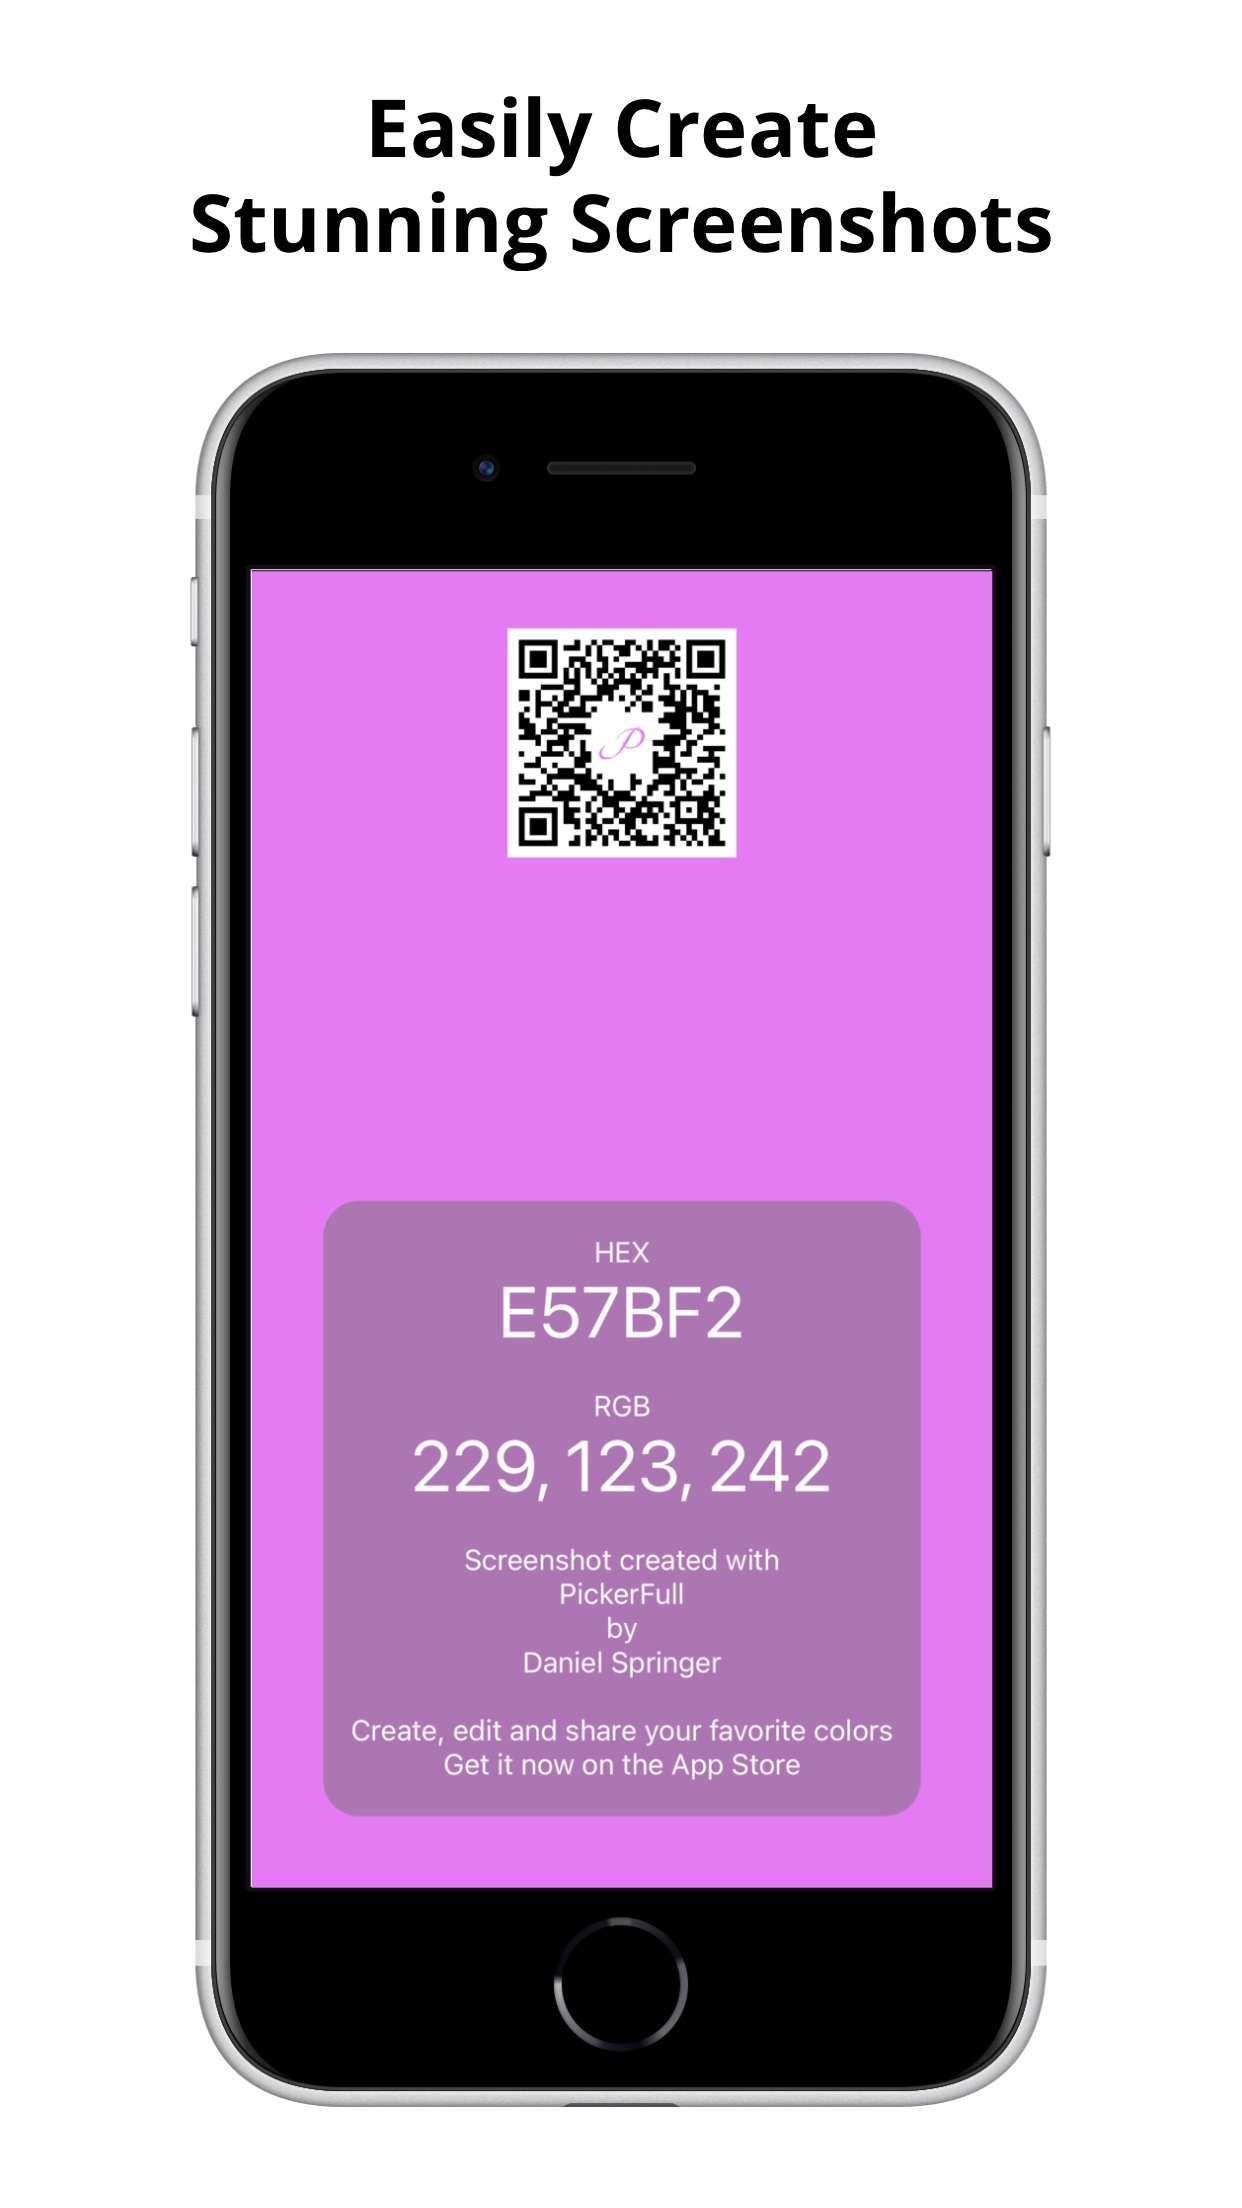 Easily Create
Stunning Screenshots
P
HEX
E57BF2
RGB
229, 123, 242
Screenshot created with
PickerFull
by
Daniel Springer
Create, edit and share your favorite colors
Get it now on the App Store